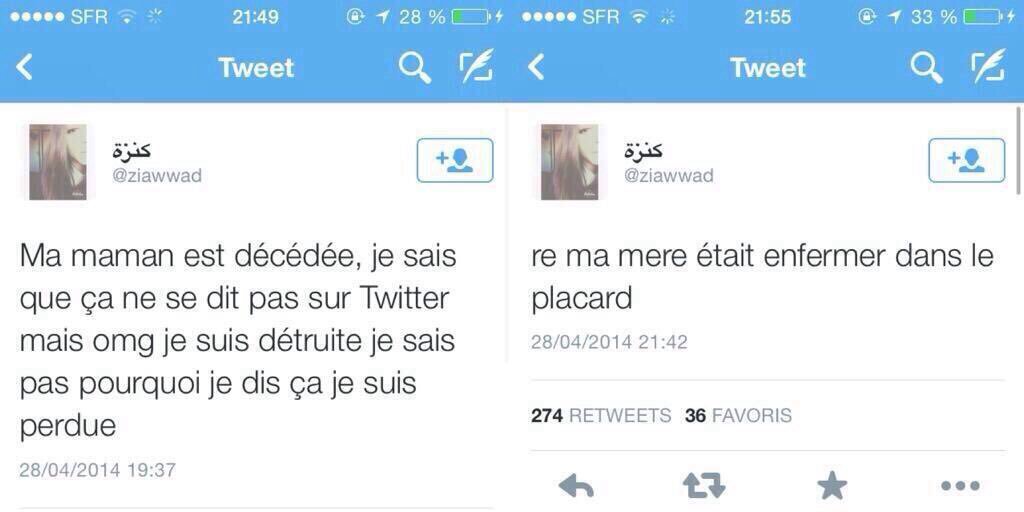 SFR 21:49 28 %
Tweet
كنزة
@ziawwad
Ma maman est décédée, je sais
que ça ne se dit pas sur Twitter
mais omg je suis détruite je sais
pas pourquoi je dis ça je suis
perdue
28/04/2014 19:37
SFR 21:55 33 %
Tweet
كنزة
@ziawwad
re ma mere était enfermer dans le
placard
28/04/2014 21:42
274 RETWEETS 36 FAVORIS